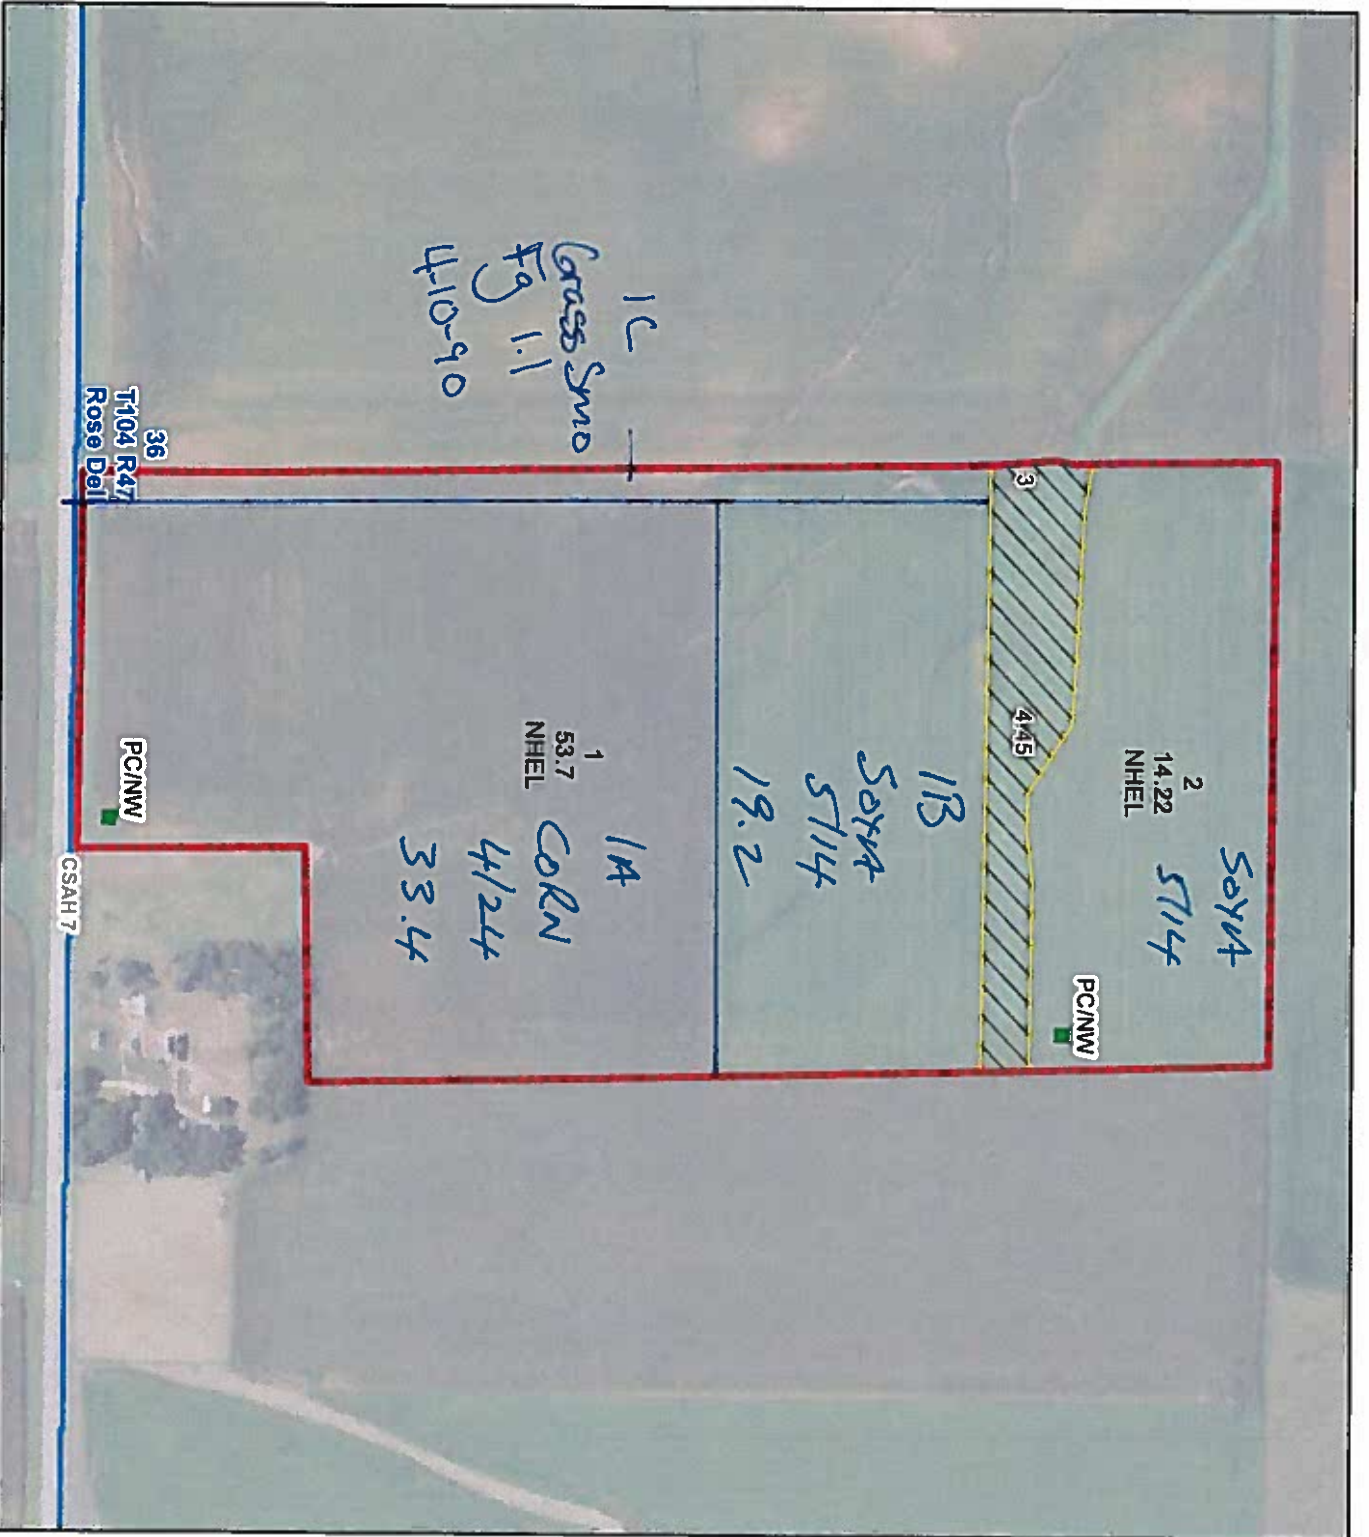 SoyA
5/14
2
14.22
NHEL
PC/NW
3
4.45
1B
SoyA
5/14
19.2
1C
Grass Smo
Fg 1.1
4-10-90
1
53.7
NHEL
1A
CORN
4/24
33.4
36
T104 R47
Rose Dell
PC/NW
CSAH 7